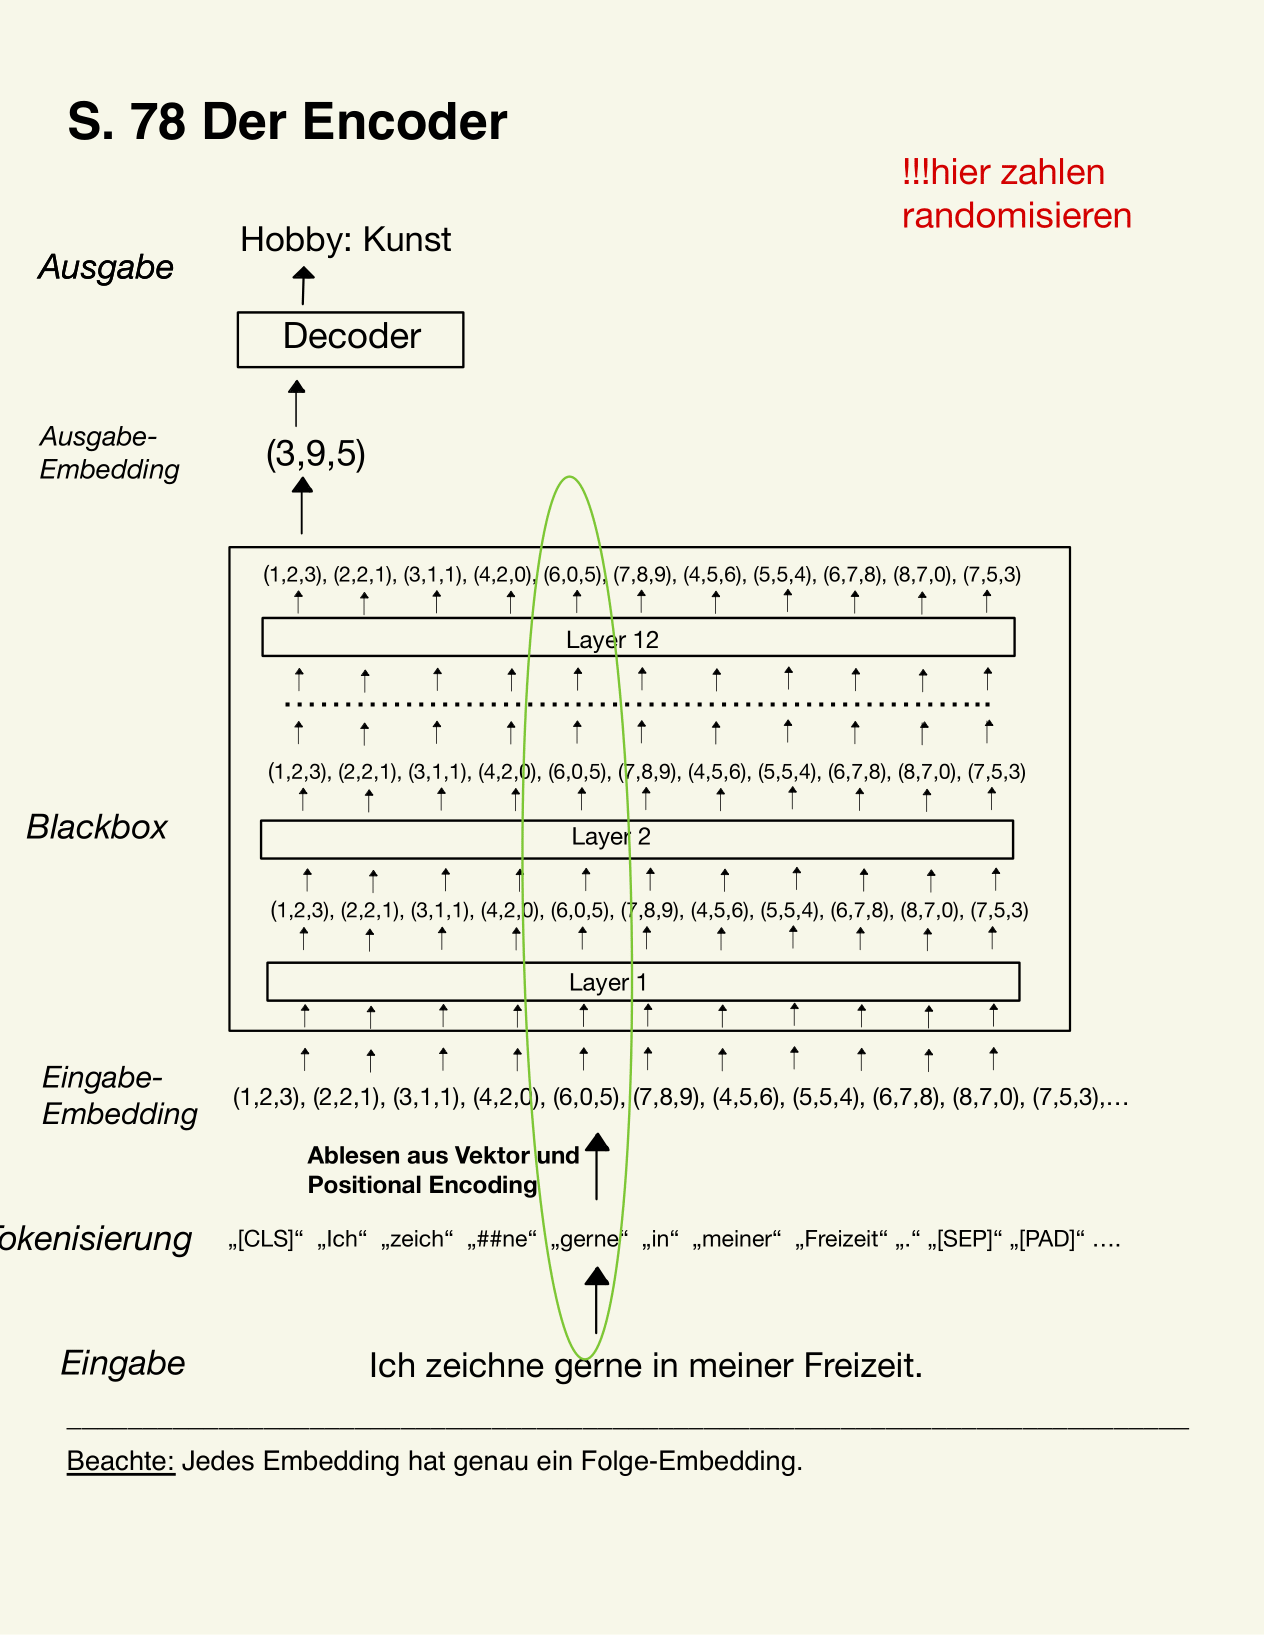 S. 78 Der Encoder
!!!hier zahlen
randomisieren
Hobby: Kunst
Ausgabe
Decoder
Ausgabe-
Embedding
(3,9,5)
(1,2,3), (2,2,1), (3,1,1), (4,2,0), (6,0,5), (7,8,9), (4,5,6), (5,5,4), (6,7,8), (8,7,0), (7,5,3)
Layer 12
(1,2,3), (2,2,1), (3,1,1), (4,2,0), (6,0,5), (7,8,9), (4,5,6), (5,5,4), (6,7,8), (8,7,0), (7,5,3)
Blackbox
Layer 2
(1,2,3), (2,2,1), (3,1,1), (4,2,0), (6,0,5), (7,8,9), (4,5,6), (5,5,4), (6,7,8), (8,7,0), (7,5,3)
Layer 1
Eingabe-
Embedding
(1,2,3), (2,2,1), (3,1,1), (4,2,0), (6,0,5), (7,8,9), (4,5,6), (5,5,4), (6,7,8), (8,7,0), (7,5,3),…
Ablesen aus Vektor und
Positional Encoding
okenisierung „[CLS]“ „Ich“ „zeich“ „##ne“ „gerne“ „in“ „meiner“ „Freizeit“ „.“ „[SEP]“ „[PAD]“ ….
Eingabe
Ich zeichne gerne in meiner Freizeit.
Beachte: Jedes Embedding hat genau ein Folge-Embedding.